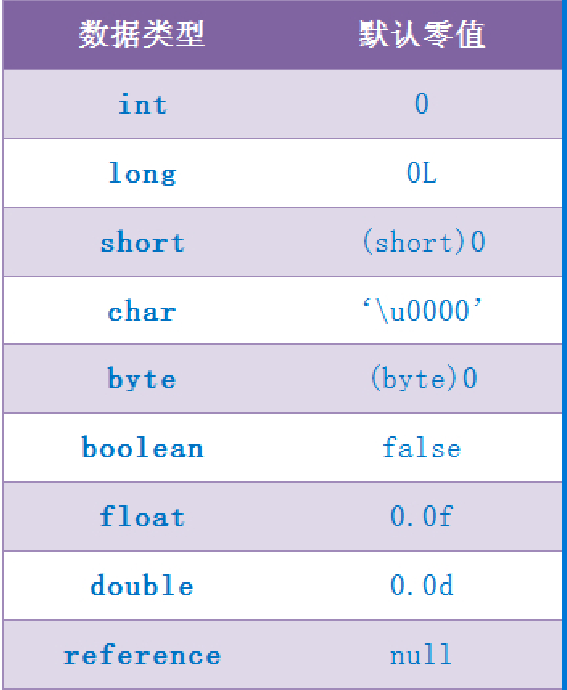 数据类型 默认零值
int 0
long 0L
short (short)0
char ‘\u0000’
byte (byte)0
boolean false
float 0.0f
double 0.0d
reference null